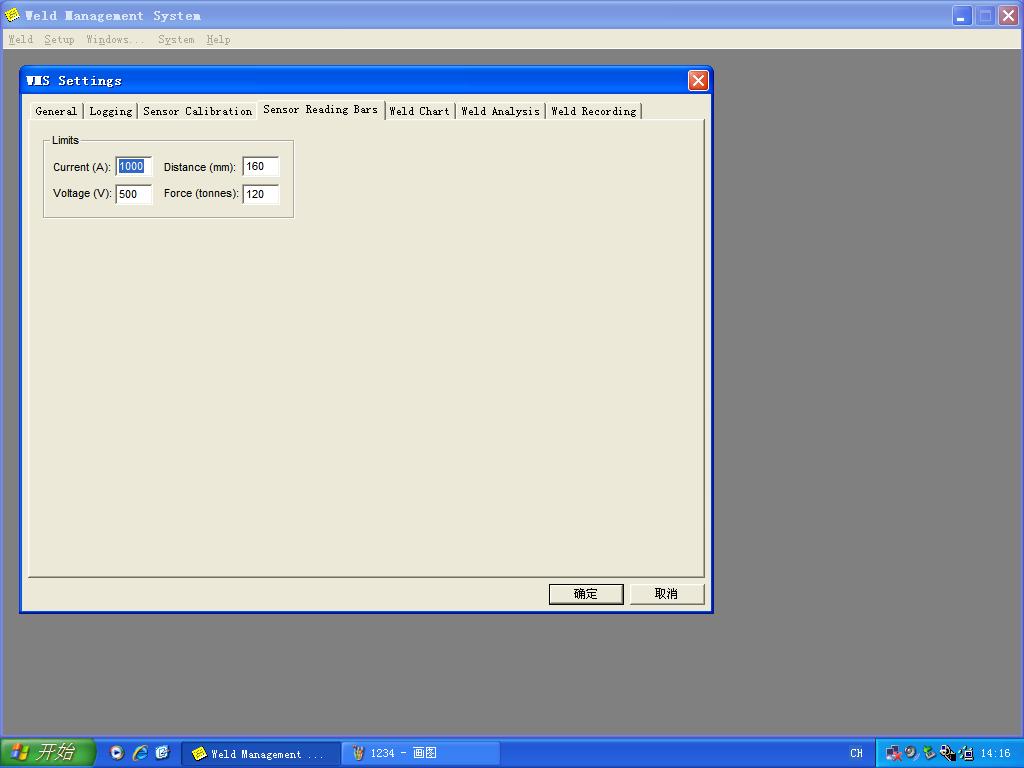 Weld Management System
Weld Setup Windows... System Help
WMS Settings
General Logging Sensor Calibration Sensor Reading Bars Weld Chart Weld Analysis Weld Recording
Limits
Current (A): 1000 Distance (mm): 160
Voltage (V): 500 Force (tonnes): 120
确定 取消
开始 Weld Management ... 1234 - 画图 CH 14:16